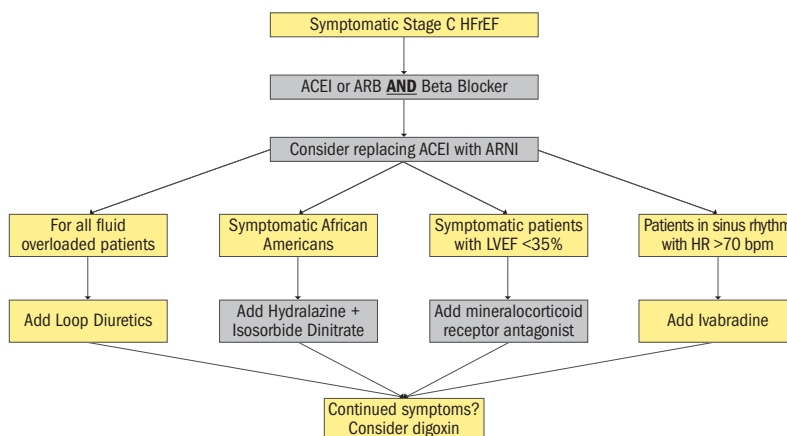 Symptomatic Stage C HFrEF
ACEI or ARB AND Beta Blocker
Consider replacing ACEI with ARNI
For all fluid
overloaded patients
Symptomatic African
Americans
Symptomatic patients
with LVEF <35%
Patients in sinus rhythm
with HR >70 bpm
Add Loop Diuretics
Add Hydralazine +
Isosorbide Dinitrate
Add mineralocorticoid
receptor antagonist
Add Ivabradine
Continued symptoms?
Consider digoxin